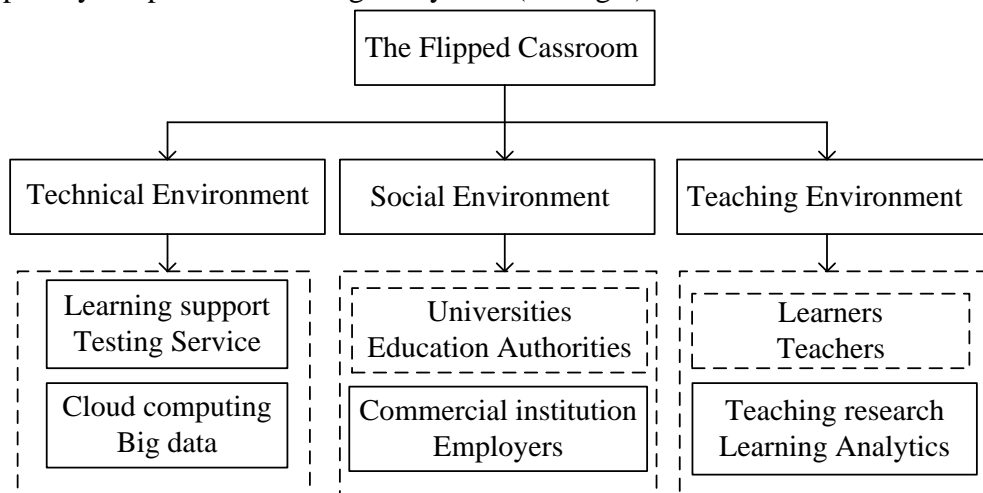 The Flipped Cassroom
Technical Environment
Social Environment
Teaching Environment
Learning support
Testing Service
Cloud computing
Big data
Universities
Education Authorities
Commercial institution
Employers
Learners
Teachers
Teaching research
Learning Analytics